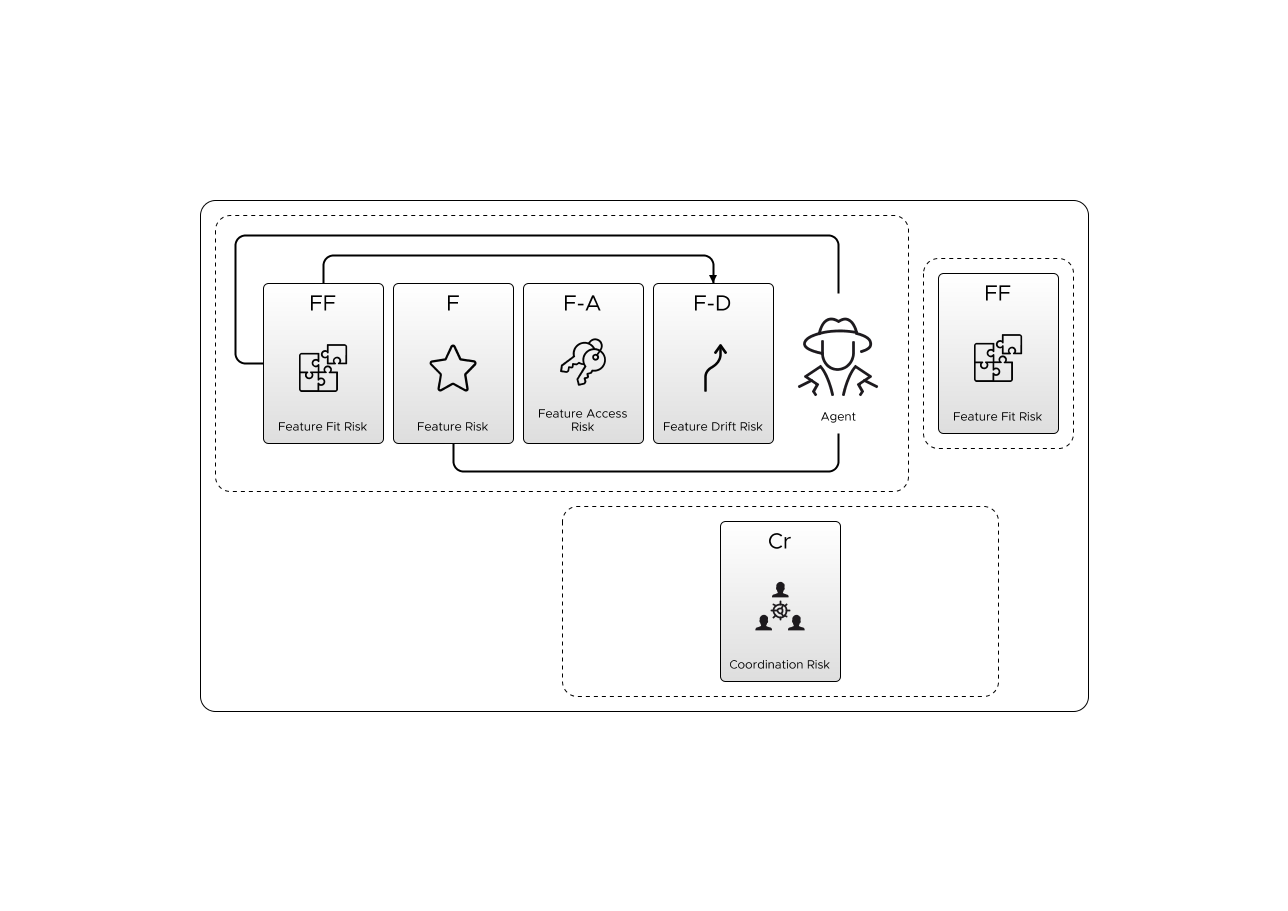 FF
Feature Fit Risk
F
Feature Risk
F-A
Feature Access
Risk
F-D
Feature Drift Risk
Agent
FF
Feature Fit Risk
Cr
Coordination Risk